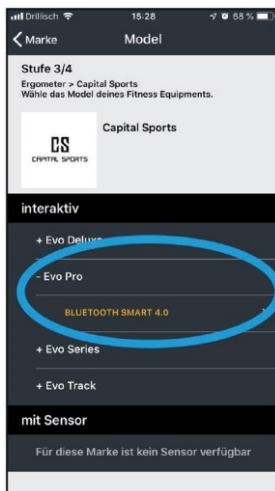 Drillisch 15:28 68 %
Marke Model
Stufe 3/4
Ergometer > Capital Sports
Wähle das Model deines Fitness Equipments.
CS
CAPITAL SPORTS
Capital Sports
interaktiv
+ Evo Deluxe
- Evo Pro
BLUETOOTH SMART 4.0
+ Evo Series
+ Evo Track
mit Sensor
Für diese Marke ist kein Sensor verfügbar